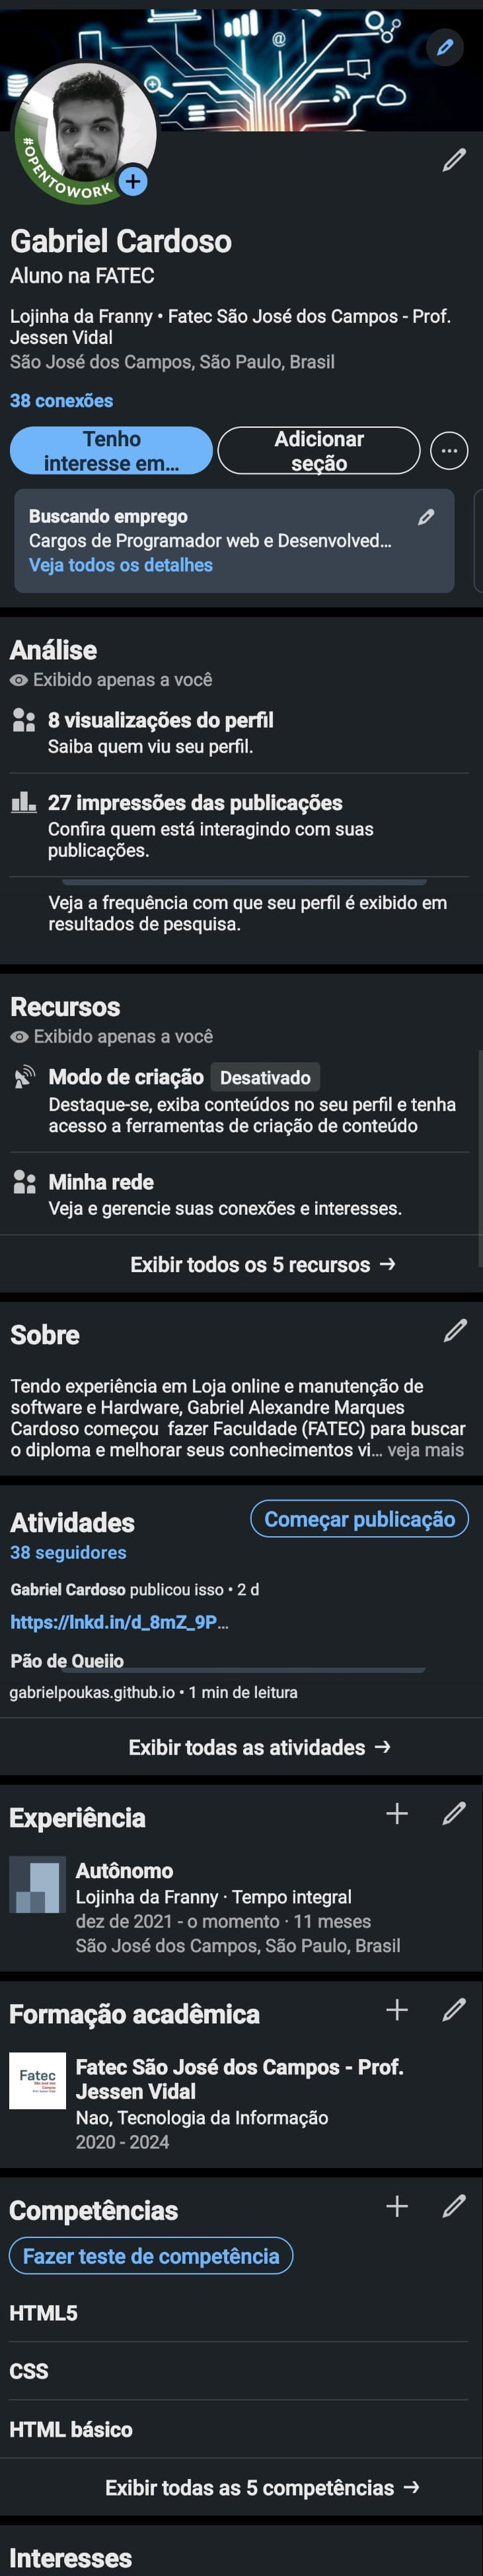 @
#OPENTOWORK
Gabriel Cardoso
Aluno na FATEC
Lojinha da Franny • Fatec São José dos Campos - Prof.
Jessen Vidal
São José dos Campos, São Paulo, Brasil
38 conexões
Tenho
interesse em...
Adicionar
seção
Buscando emprego
Cargos de Programador web e Desenvolved...
Veja todos os detalhes
Análise
Exibido apenas a você
8 visualizações do perfil
Saiba quem viu seu perfil.
27 impressões das publicações
Confira quem está interagindo com suas
publicações.
Veja a frequência com que seu perfil é exibido em
resultados de pesquisa.
Recursos
Exibido apenas a você
Modo de criação Desativado
Destaque-se, exiba conteúdos no seu perfil e tenha
acesso a ferramentas de criação de conteúdo
Minha rede
Veja e gerencie suas conexões e interesses.
Exibir todos os 5 recursos →
Sobre
Tendo experiência em Loja online e manutenção de
software e Hardware, Gabriel Alexandre Marques
Cardoso começou  fazer Faculdade (FATEC) para buscar
o diploma e melhorar seus conhecimentos vi... veja mais
Atividades
Começar publicação
38 seguidores
Gabriel Cardoso publicou isso • 2 d
https://lnkd.in/d_8mZ_9P...
Pão de Queijo
gabrielpoukas.github.io • 1 min de leitura
Exibir todas as atividades →
Experiência
Autônomo
Lojinha da Franny · Tempo integral
dez de 2021 - o momento · 11 meses
São José dos Campos, São Paulo, Brasil
Formação acadêmica
Fatec
Fatec São José dos Campos - Prof.
Jessen Vidal
Nao, Tecnologia da Informação
2020 - 2024
Competências
Fazer teste de competência
HTML5
CSS
HTML básico
Exibir todas as 5 competências →
Interesses